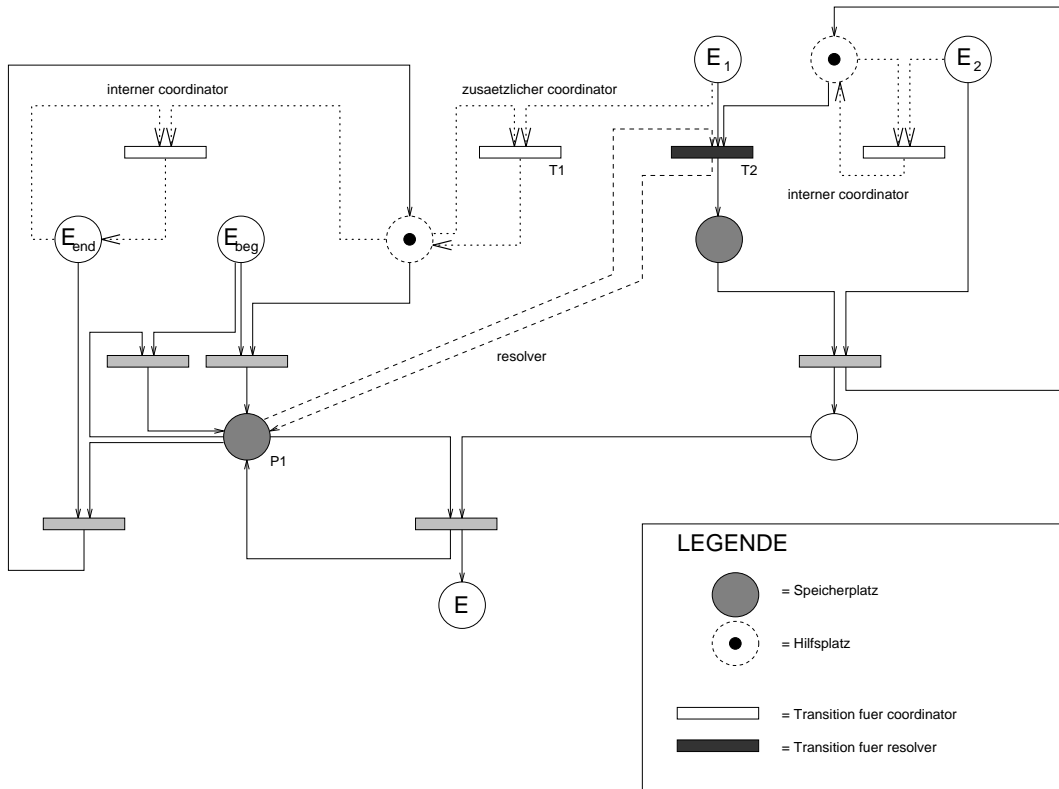 E1
E2
interner coordinator
zusaetzlicher coordinator
T1
T2
interner coordinator
Eend
Ebeg
resolver
P1
E
LEGENDE
= Speicherplatz
= Hilfsplatz
= Transition fuer coordinator
= Transition fuer resolver